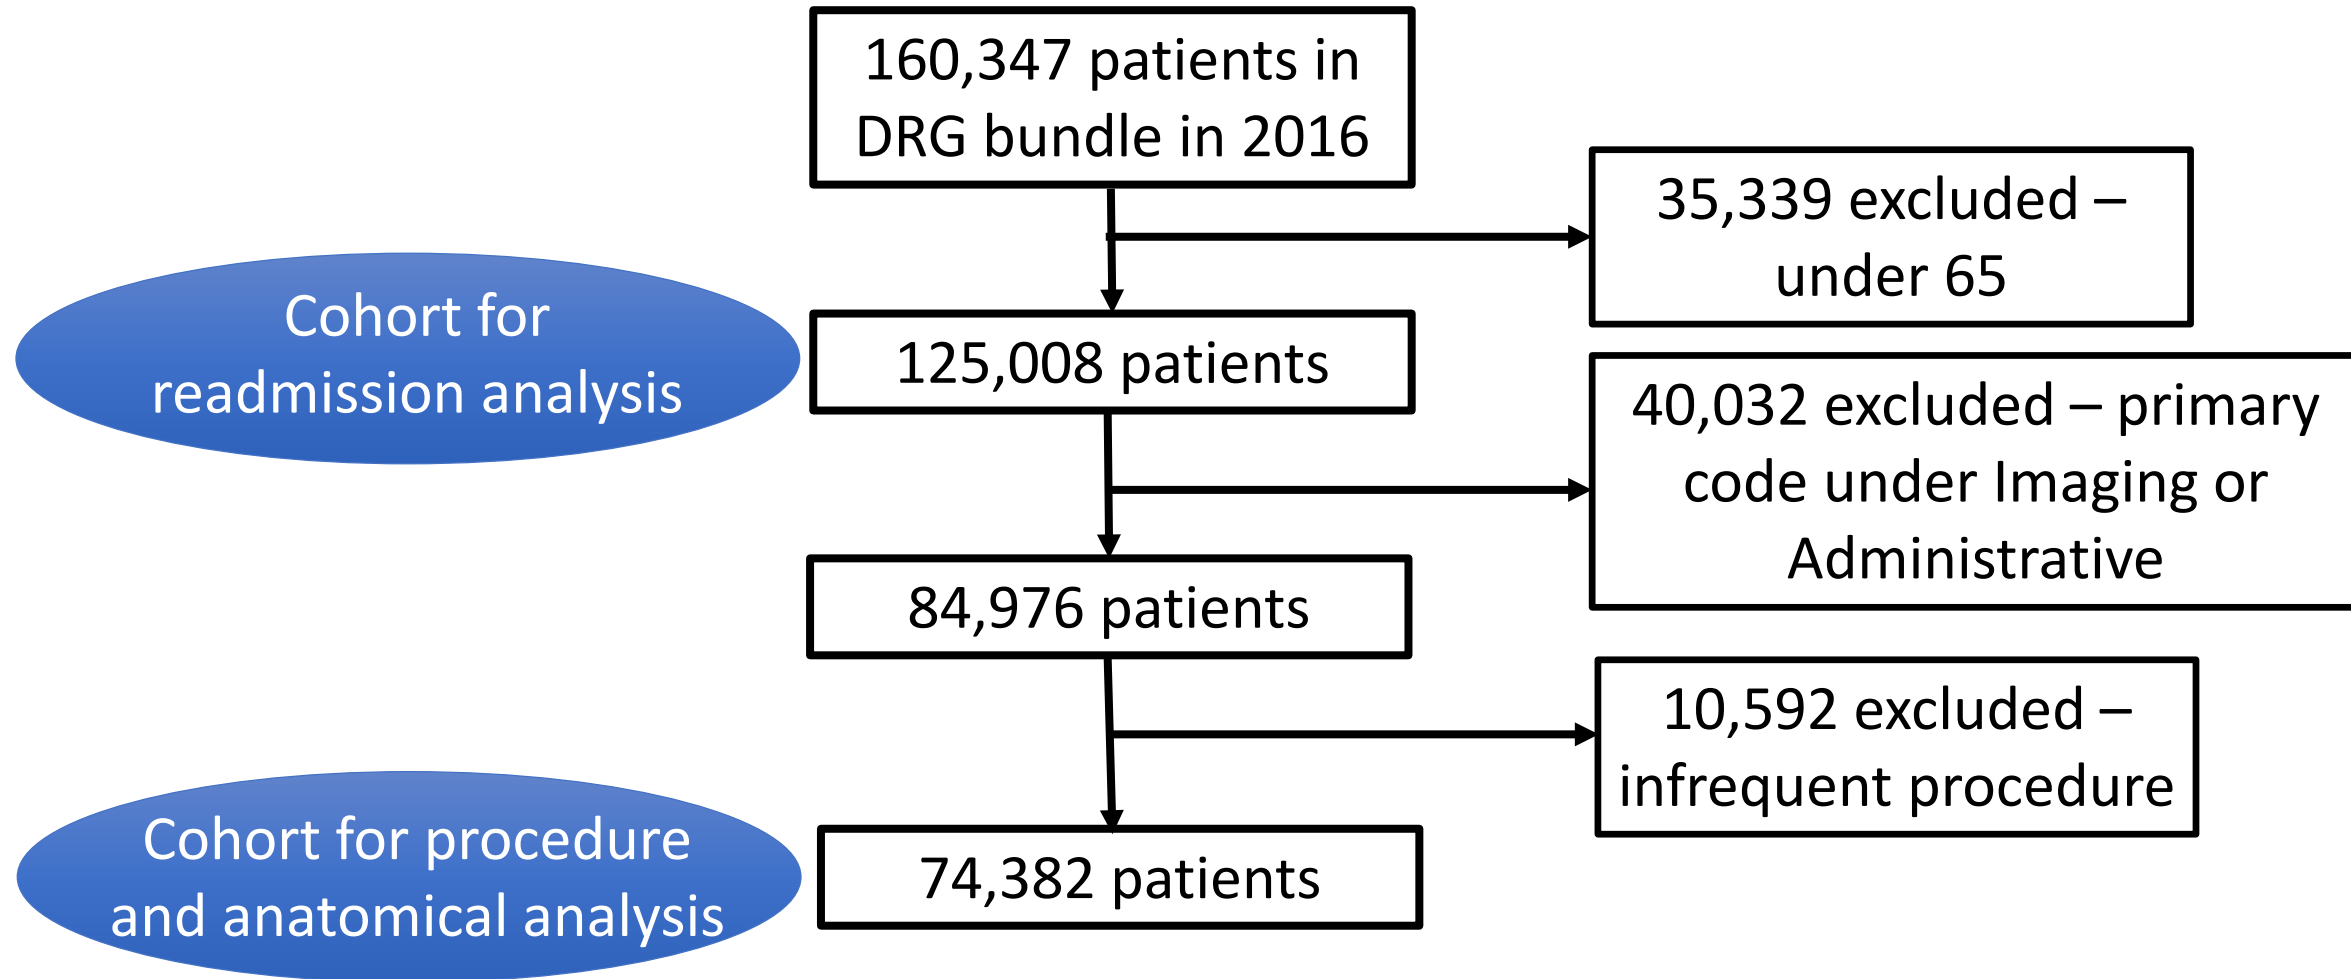 160,347 patients in
DRG bundle in 2016
35,339 excluded –
under 65
Cohort for
readmission analysis
125,008 patients
40,032 excluded – primary
code under Imaging or
Administrative
84,976 patients
10,592 excluded –
infrequent procedure
Cohort for procedure
and anatomical analysis
74,382 patients